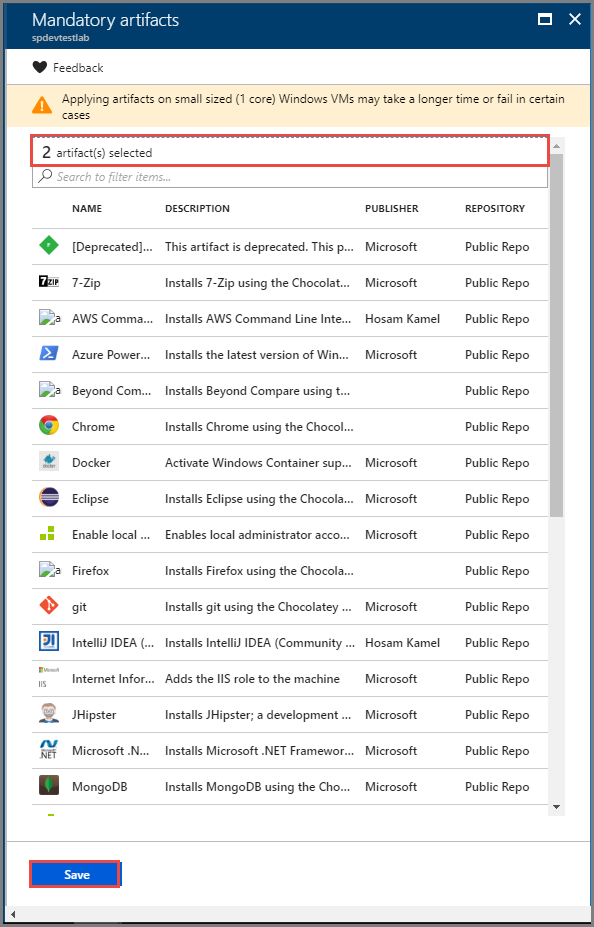 Mandatory artifacts
spdevtestlab
Feedback
Applying artifacts on small sized (1 core) Windows VMs may take a longer time or fail in certain
cases
2 artifact(s) selected
Search to filter items...
NAME DESCRIPTION PUBLISHER REPOSITORY
[Deprecated]... This artifact is deprecated. This p... Microsoft Public Repo
7ZIP 7-Zip Installs 7-Zip using the Chocolat... Microsoft Public Repo
a AWS Comma... Installs AWS Command Line Inte... Hosam Kamel Public Repo
Azure Power... Installs the latest version of Win... Microsoft Public Repo
a Beyond Com... Installs Beyond Compare using t... Public Repo
Chrome Installs Chrome using the Chocol... Public Repo
docker Docker Activate Windows Container sup... Microsoft Public Repo
Eclipse Installs Eclipse using the Chocola... Microsoft Public Repo
Enable local ... Enables local administrator acco... Microsoft Public Repo
a Firefox Installs Firefox using the Chocola... Public Repo
git Installs git using the Chocolatey ... Microsoft Public Repo
IntelliJ IDEA (... Installs IntelliJ IDEA (Community ... Hosam Kamel Public Repo
Microsoft IIS Internet Infor... Adds the IIS role to the machine Microsoft Public Repo
JHipster Installs JHipster; a development ... Microsoft Public Repo
.NET Microsoft .N... Installs Microsoft .NET Framewor... Microsoft Public Repo
MongoDB Installs MongoDB using the Cho... Microsoft Public Repo
Save